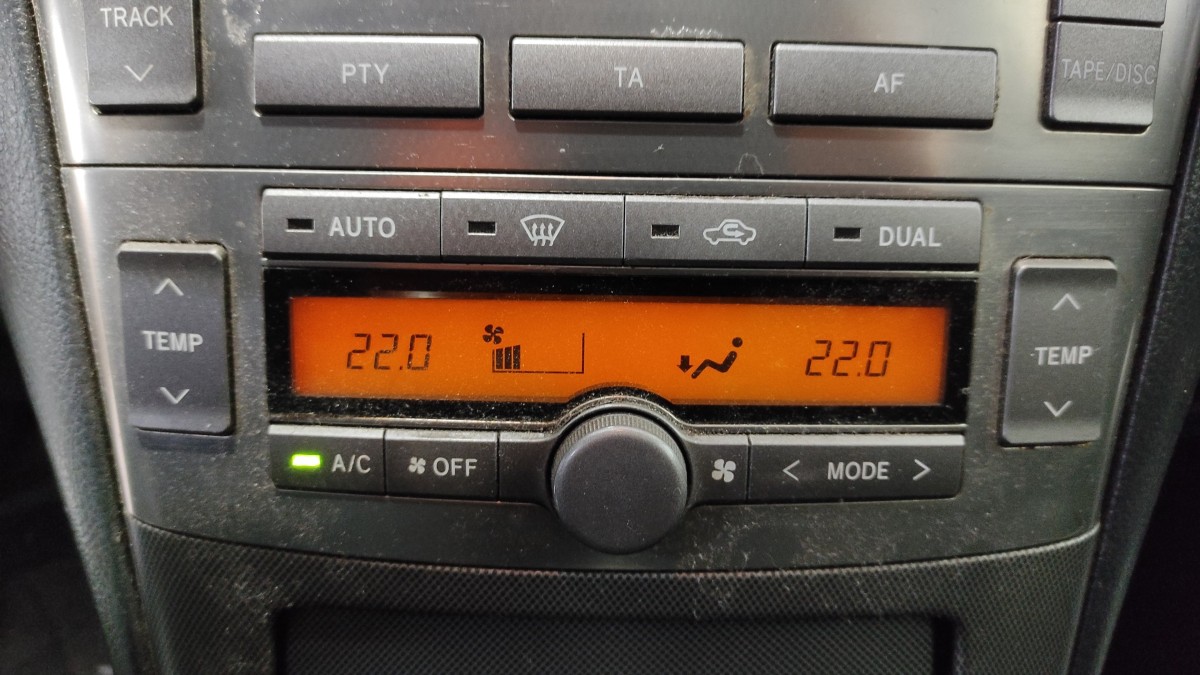 TRACK
PTY TA AF TAPE/DISC
AUTO DUAL
TEMP 22.0 22.0 TEMP
A/C OFF < MODE >